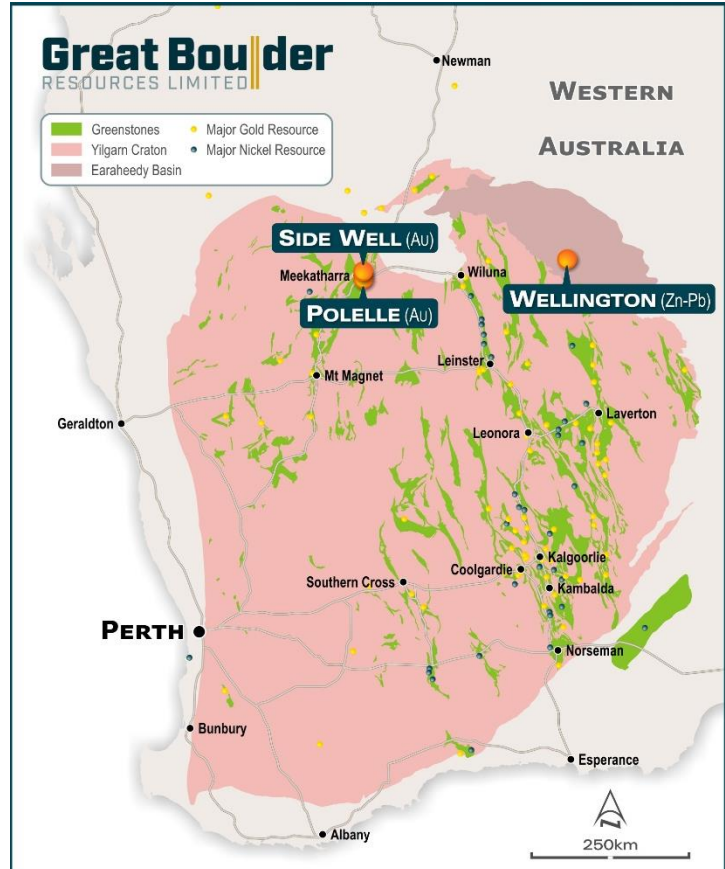 Great Boulder
RESOURCES LIMITED
Newman
WESTERN
AUSTRALIA
Greenstones
Major Gold Resource
Yilgarn Craton
Major Nickel Resource
Earaheedy Basin
SIDE WELL (Au)
Meekatharra
Wiluna
POLELLE (Au)
WELLINGTON (Zn-Pb)
Leinster
Mt Magnet
Geraldton
Laverton
Leonora
Kalgoorlie
Coolgardie
Southern Cross
Kambalda
PERTH
Norseman
Bunbury
Esperance
Albany
N
250km